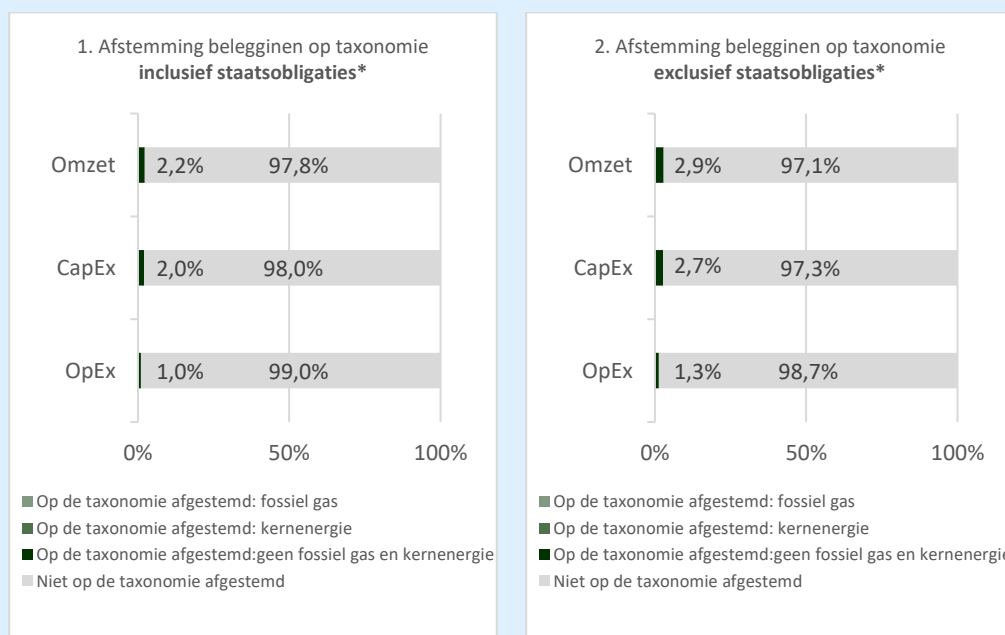 1. Afstemming belegginen op taxonomie
inclusief staatsobligaties*
Omzet 2,2% 97,8%
CapEx 2,0% 98,0%
OpEx 1,0% 99,0%
0% 50% 100%
Op de taxonomie afgestemd: fossiel gas
Op de taxonomie afgestemd: kernenergie
Op de taxonomie afgestemd:geen fossiel gas en kernenergie
Niet op de taxonomie afgestemd
2. Afstemming belegginen op taxonomie
exclusief staatsobligaties*
Omzet 2,9% 97,1%
CapEx 2,7% 97,3%
OpEx 1,3% 98,7%
0% 50% 100%
Op de taxonomie afgestemd: fossiel gas
Op de taxonomie afgestemd: kernenergie
Op de taxonomie afgestemd:geen fossiel gas en kernenergie
Niet op de taxonomie afgestemd